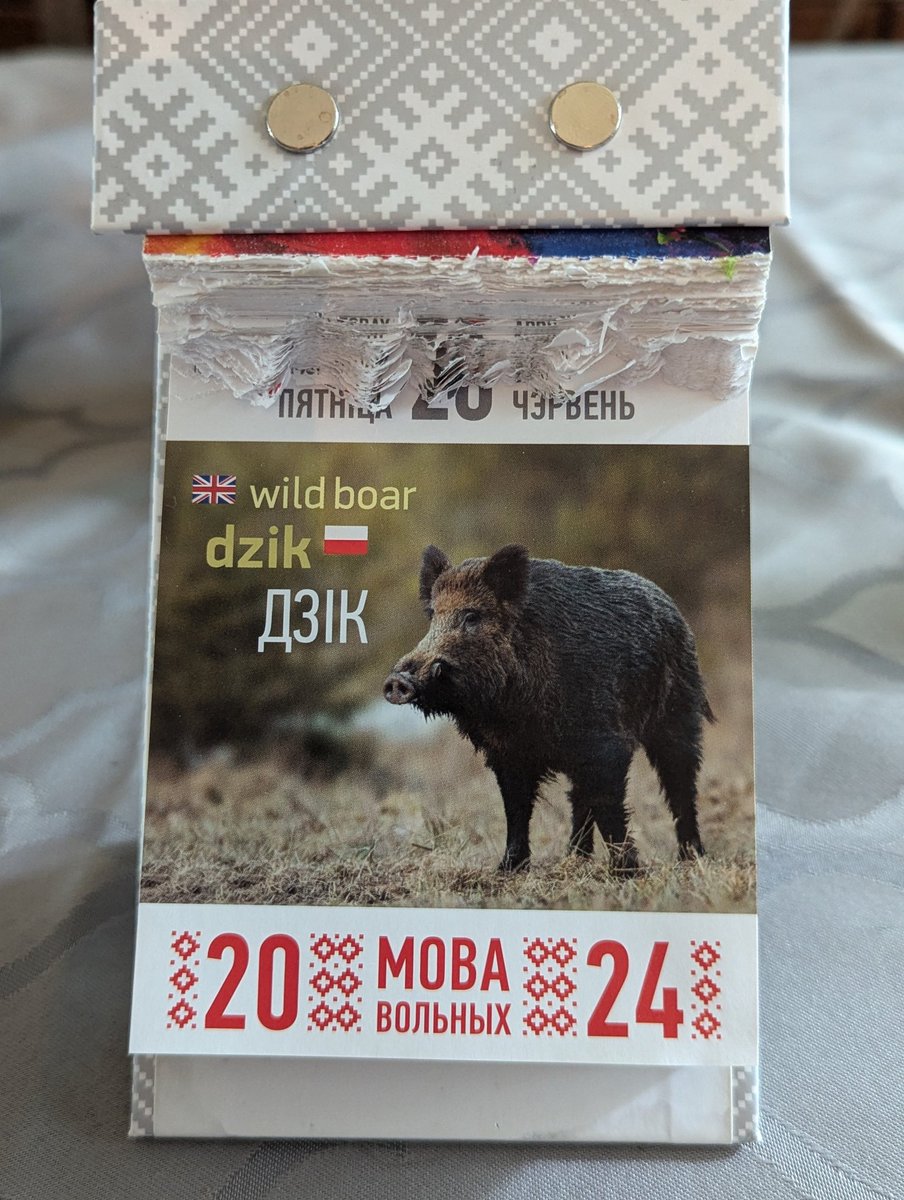 ПЯТНІЦА ЧЭРВЕНЬ
wild boar
dzik
ДЗІК
20 МОВА ВОЛЬНЫХ 24